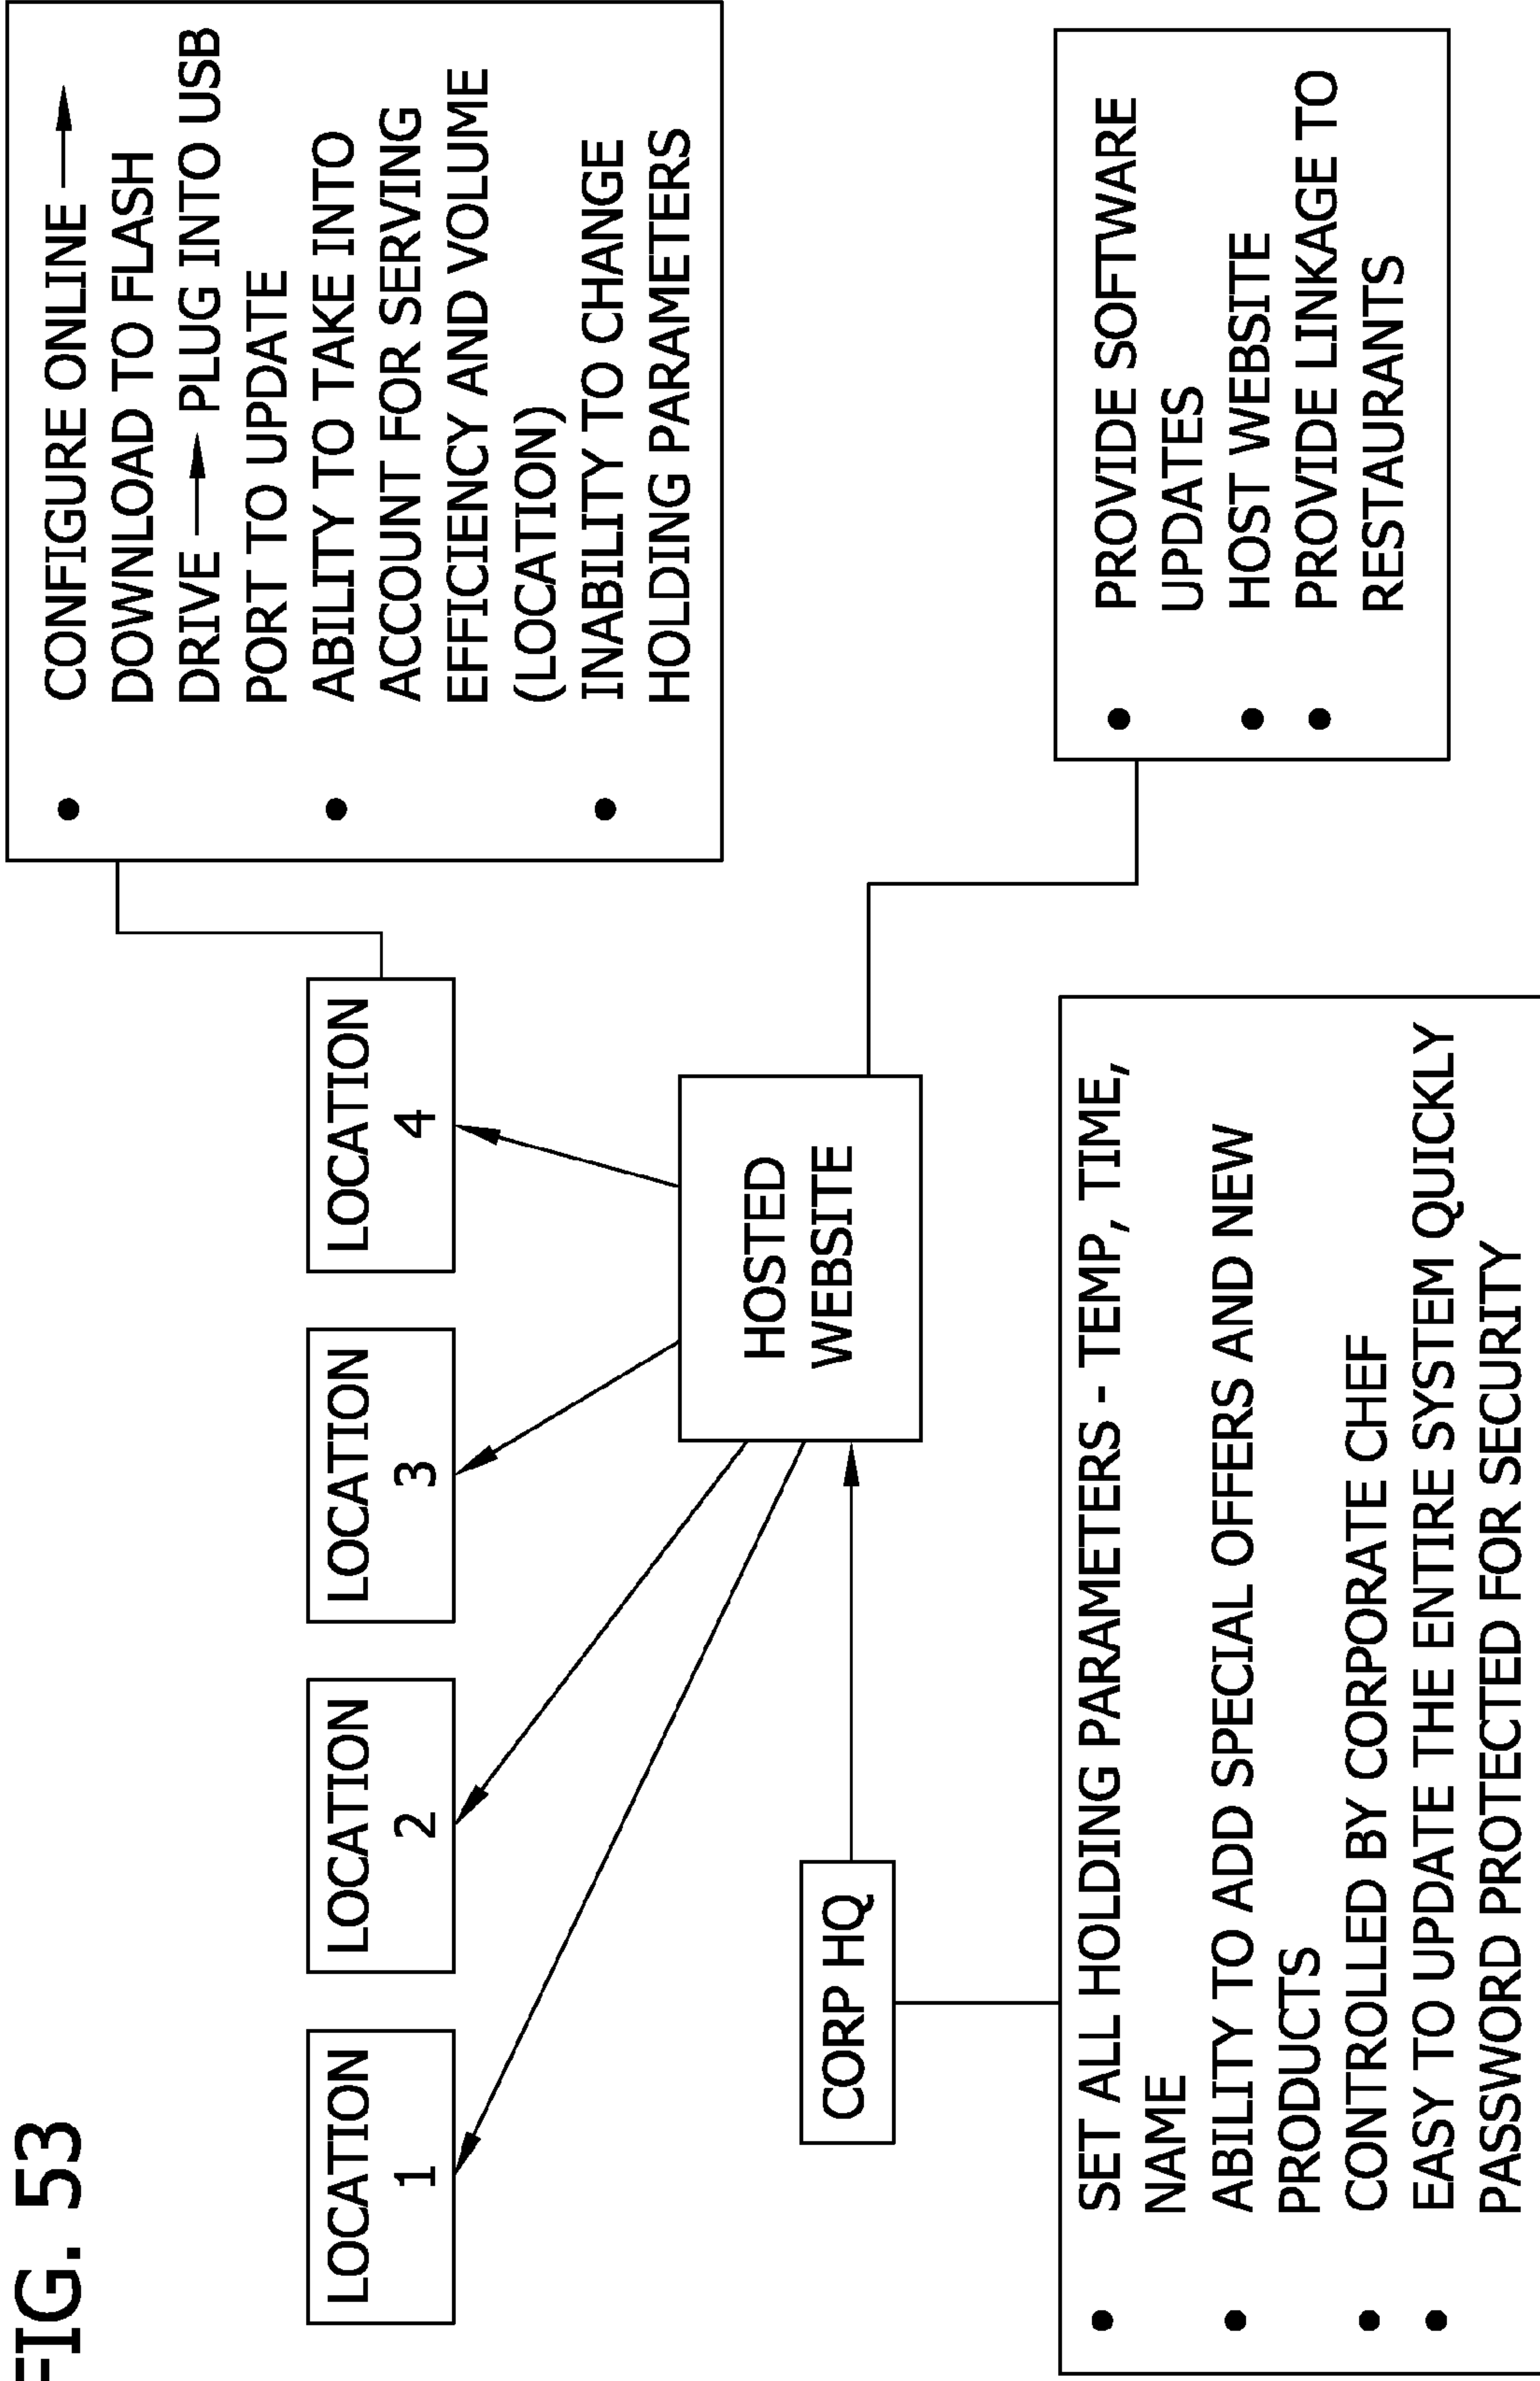 FIG. 53
LOCATION
1
LOCATION
2
LOCATION
3
LOCATION
4
• CONFIGURE ONLINE →
DOWNLOAD TO FLASH
DRIVE → PLUG INTO USB
PORT TO UPDATE
• ABILITY TO TAKE INTO
ACCOUNT FOR SERVING
EFFICIENCY AND VOLUME
(LOCATION)
• INABILITY TO CHANGE
HOLDING PARAMETERS
HOSTED
WEBSITE
CORP HQ
• SET ALL HOLDING PARAMETERS - TEMP, TIME,
NAME
• ABILITY TO ADD SPECIAL OFFERS AND NEW
PRODUCTS
• CONTROLLED BY CORPORATE CHEF
• EASY TO UPDATE THE ENTIRE SYSTEM QUICKLY
PASSWORD PROTECTED FOR SECURITY
• PROVIDE SOFTWARE
UPDATES
• HOST WEBSITE
• PROVIDE LINKAGE TO
RESTAURANTS